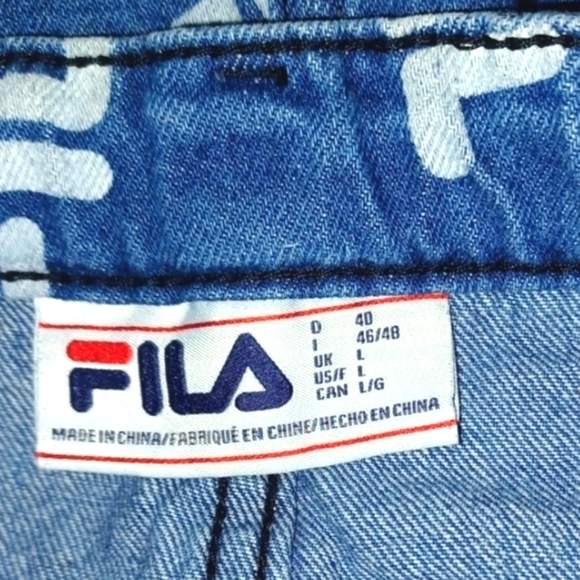 FILA
D 40
I 46/48
UK L
US/F L
CAN L/G
MADE IN CHINA/FABRIQUÉ EN CHINE/HECHO EN CHINA